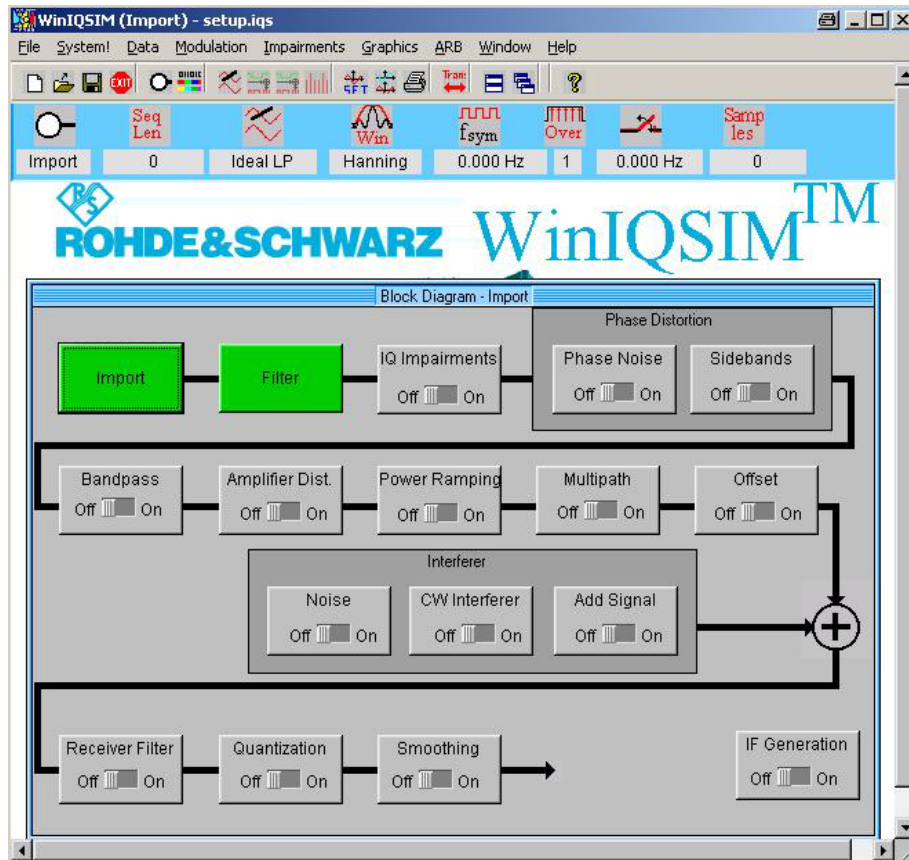 WinIQSIM (Import) - setup.iqs
File System! Data Modulation Impairments Graphics ARB Window Help
EXIT SET Tran:
Seq Len Win fsym Over Samp les
Import 0 Ideal LP Hanning 0.000 Hz 1 0.000 Hz 0
R S
ROHDE&SCHWARZ WinIQSIM™
Block Diagram - Import
Phase Distortion
Import Filter IQ Impairments Phase Noise Sidebands
Off On Off On Off On
Bandpass Amplifier Dist. Power Ramping Multipath Offset
Off On Off On Off On Off On Off On
Interferer
Noise CW Interferer Add Signal
Off On Off On Off On
Receiver Filter Quantization Smoothing IF Generation
Off On Off On Off On Off On